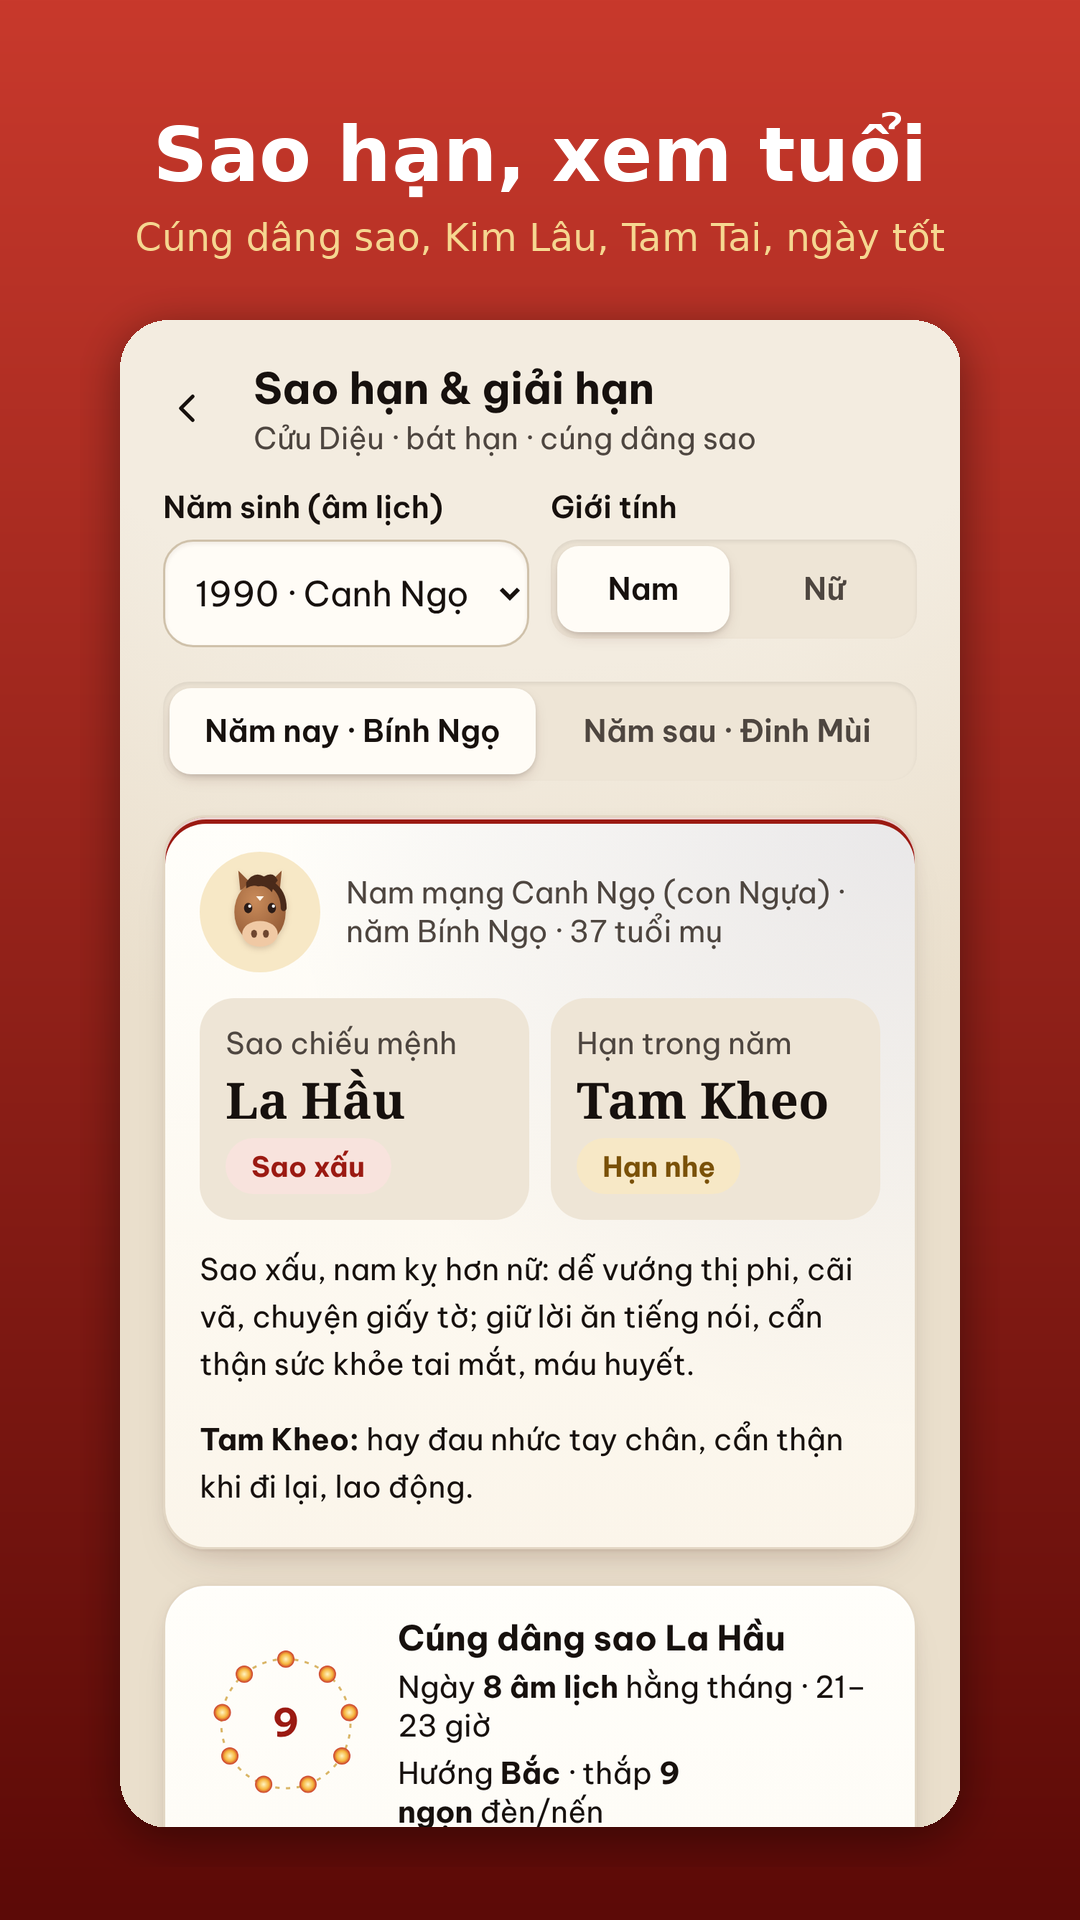 Sao hạn, xem tuổi
Cúng dâng sao, Kim Lâu, Tam Tai, ngày tốt
Sao hạn & giải hạn
Cửu Diệu · bát hạn · cúng dâng sao
Năm sinh (âm lịch)
Giới tính
1990 · Canh Ngọ
Nam
Nữ
Năm nay · Bính Ngọ
Năm sau · Đinh Mùi
Nam mạng Canh Ngọ (con Ngựa) ·
năm Bính Ngọ · 37 tuổi mụ
Sao chiếu mệnh
La Hầu
Sao xấu
Hạn trong năm
Tam Kheo
Hạn nhẹ
Sao xấu, nam kỵ hơn nữ: dễ vướng thị phi, cãi
vã, chuyện giấy tờ; giữ lời ăn tiếng nói, cẩn
thận sức khỏe tai mắt, máu huyết.
Tam Kheo: hay đau nhức tay chân, cẩn thận
khi đi lại, lao động.
9
Cúng dâng sao La Hầu
Ngày 8 âm lịch hằng tháng · 21–
23 giờ
Hướng Bắc · thắp 9
ngọn đèn/nến